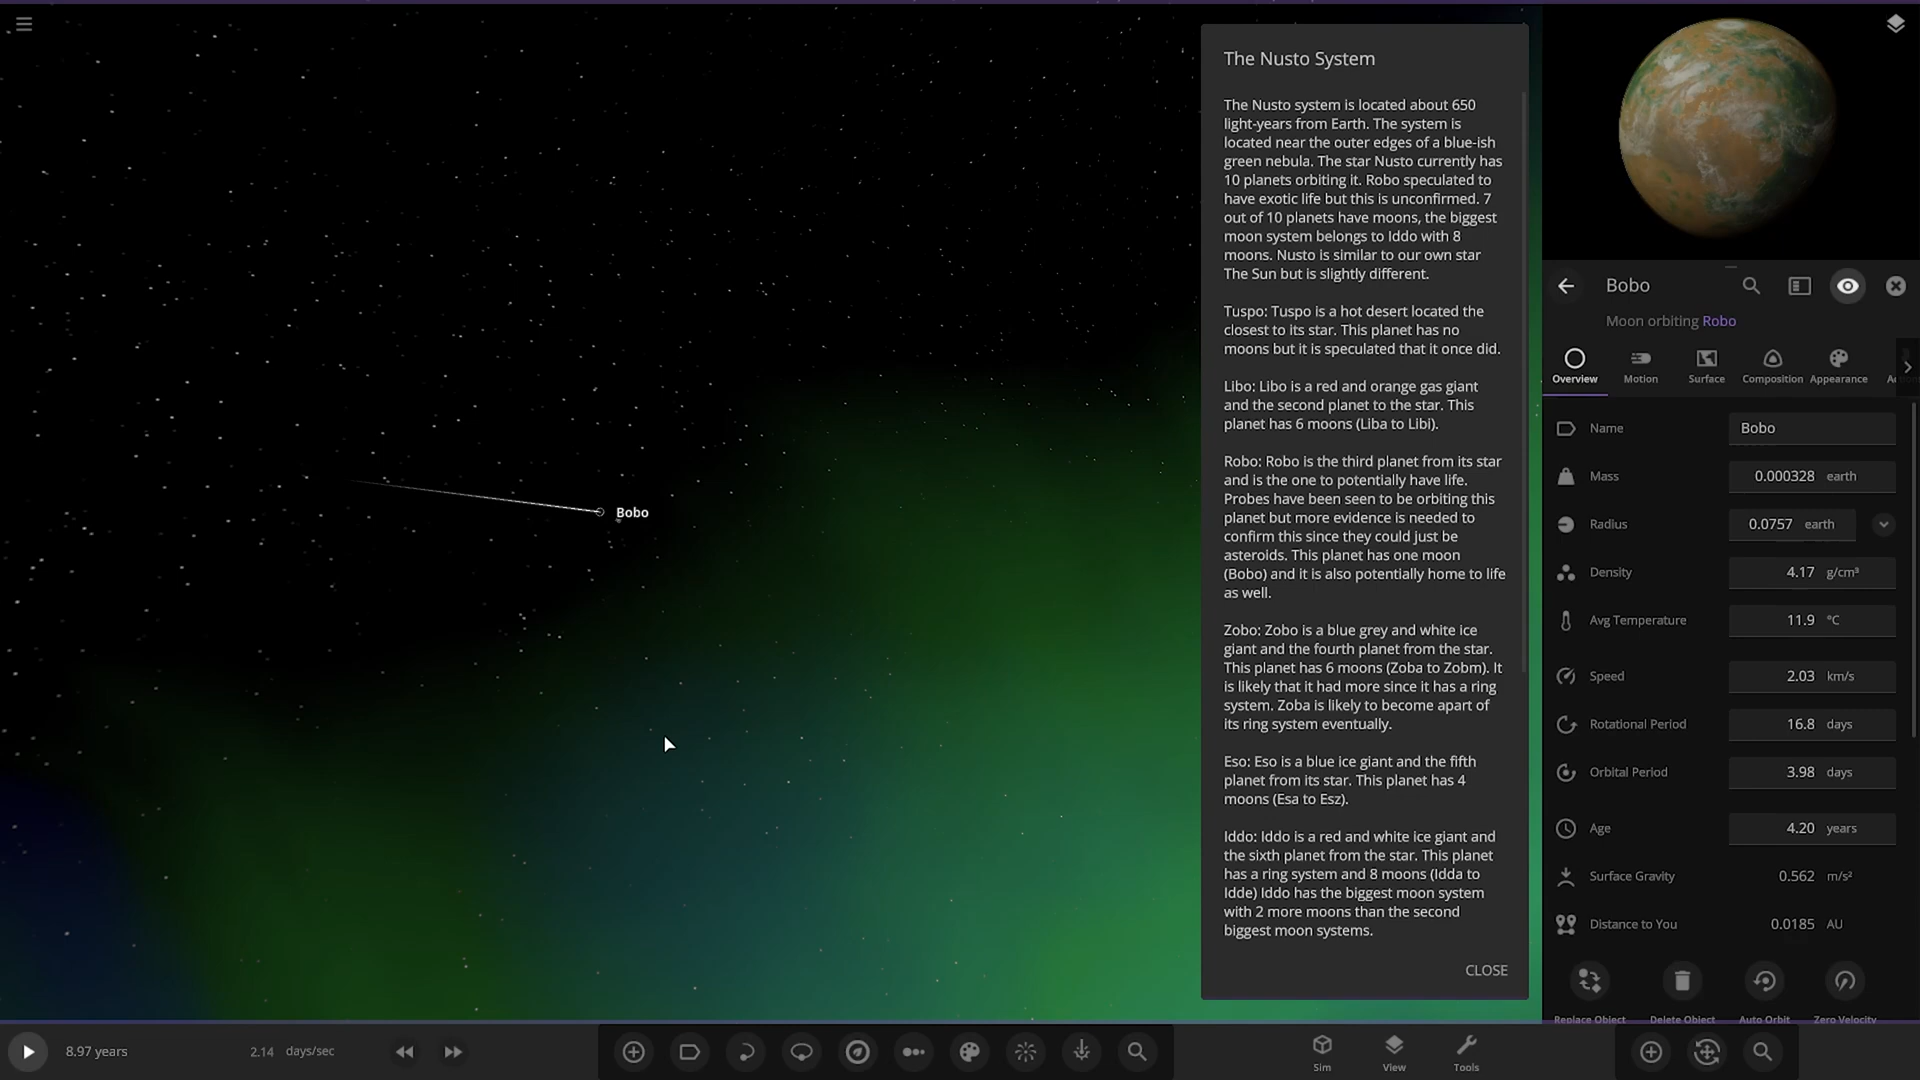 The Nusto System
The Nusto system is located about 650
light-years from Earth. The system is
located near the outer edges of a blue-ish
green nebula. The star Nusto currently has
10 planets orbiting it. Robo speculated to
have exotic life but this is unconfirmed. 7
out of 10 planets have moons, the biggest
moon system belongs to Iddo with 8
moons. Nusto is similar to our own star
The Sun but is slightly different.
Tuspo: Tuspo is a hot desert located the
closest to its star. This planet has no
moons but it is speculated that it once did.
Libo: Libo is a red and orange gas giant
and the second planet to the star. This
planet has 6 moons (Liba to Libi).
Robo: Robo is the third planet from its star
and is the one to potentially have life.
Probes have been seen to be orbiting this
planet but more evidence is needed to
confirm this since they could just be
asteroids. This planet has one moon
(Bobo) and it is also potentially home to life
as well.
Zobo: Zobo is a blue grey and white ice
giant and the fourth planet from the star.
This planet has 6 moons (Zoba to Zobm). It
is likely that it had more since it has a ring
system. Zoba is likely to become apart of
its ring system eventually.
Eso: Eso is a blue ice giant and the fifth
planet from its star. This planet has 4
moons (Esa to Esz).
Iddo: Iddo is a red and white ice giant and
the sixth planet from the star. This planet
has a ring system and 8 moons (Idda to
Idde) Iddo has the biggest moon system
with 2 more moons than the second
biggest moon systems.
CLOSE
Bobo
Bobo
Moon orbiting Robo
Overview Motion Surface Composition Appearance
Name Bobo
Mass 0.000328 earth
Radius 0.0757 earth
Density 4.17 g/cm³
Avg Temperature 11.9 °C
Speed 2.03 km/s
Rotational Period 16.8 days
Orbital Period 3.98 days
Age 4.20 years
Surface Gravity 0.562 m/s²
Distance to You 0.0185 AU
Replace Object Delete Object Auto Orbit Zero Velocity
8.97 years 2.14 days/sec
Sim View Tools